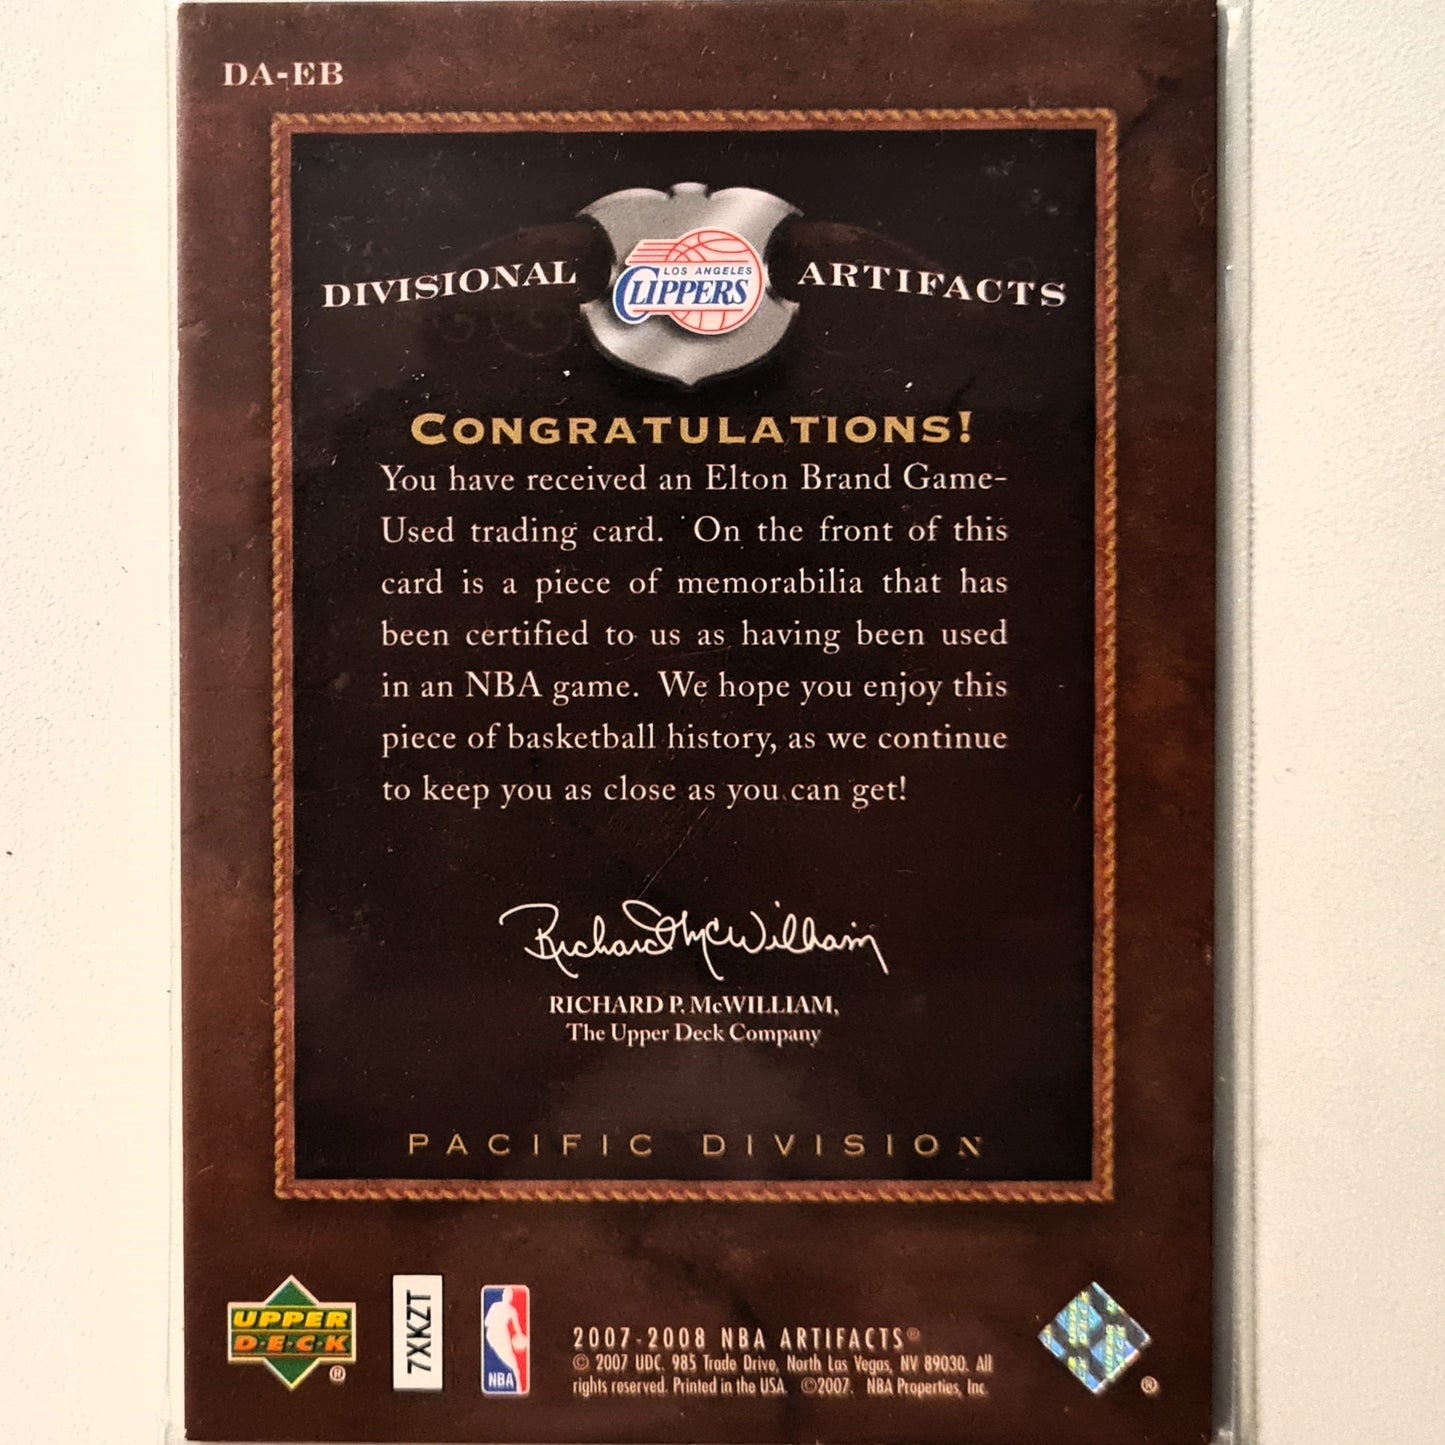 DA-EB
DIVISIONAL ARTIFACTS
LOS ANGELES
CLIPPERS
CONGRATULATIONS!
You have received an Elton Brand Game-
Used trading card. On the front of this
card is a piece of memorabilia that has
been certified to us as having been used
in an NBA game. We hope you enjoy this
piece of basketball history, as we continue
to keep you as close as you can get!
Richard McWilliam
RICHARD P. McWILLIAM,
The Upper Deck Company
PACIFIC DIVISION
UPPER
D·E·C·K
®
7XKZT
NBA
2007-2008 NBA ARTIFACTS®
© 2007 UDC. 985 Trade Drive, North Las Vegas, NV 89030. All
rights reserved. Printed in the USA. ©2007. NBA Properties, Inc.
®